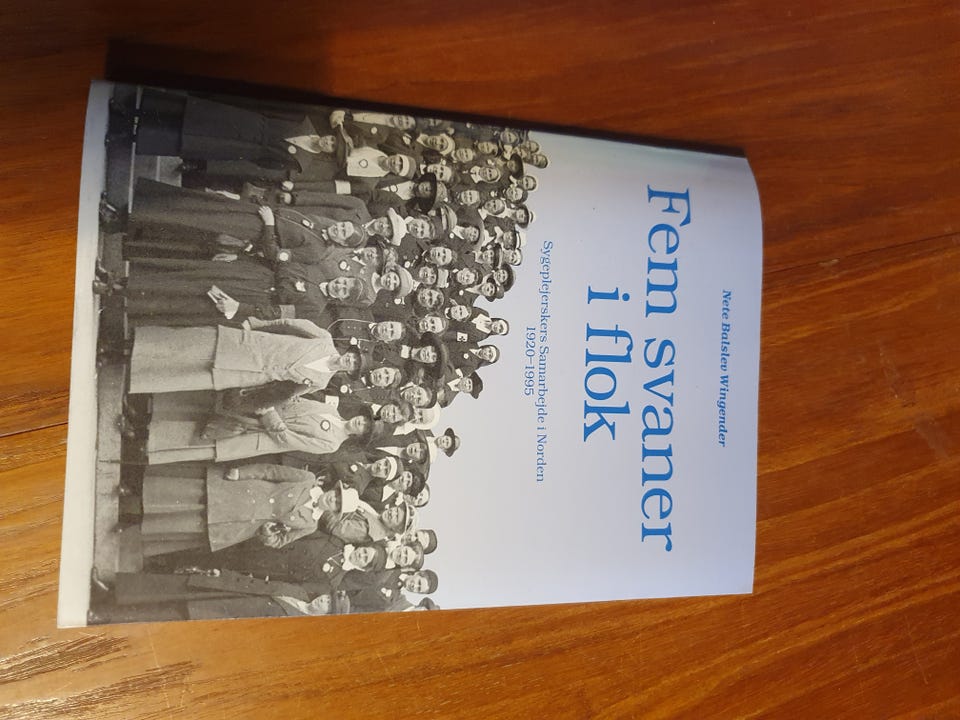 Nete Balslev Wingender
Fem svaner
i flok
Sygeplejerskers Samarbejde i Norden
1920–1995